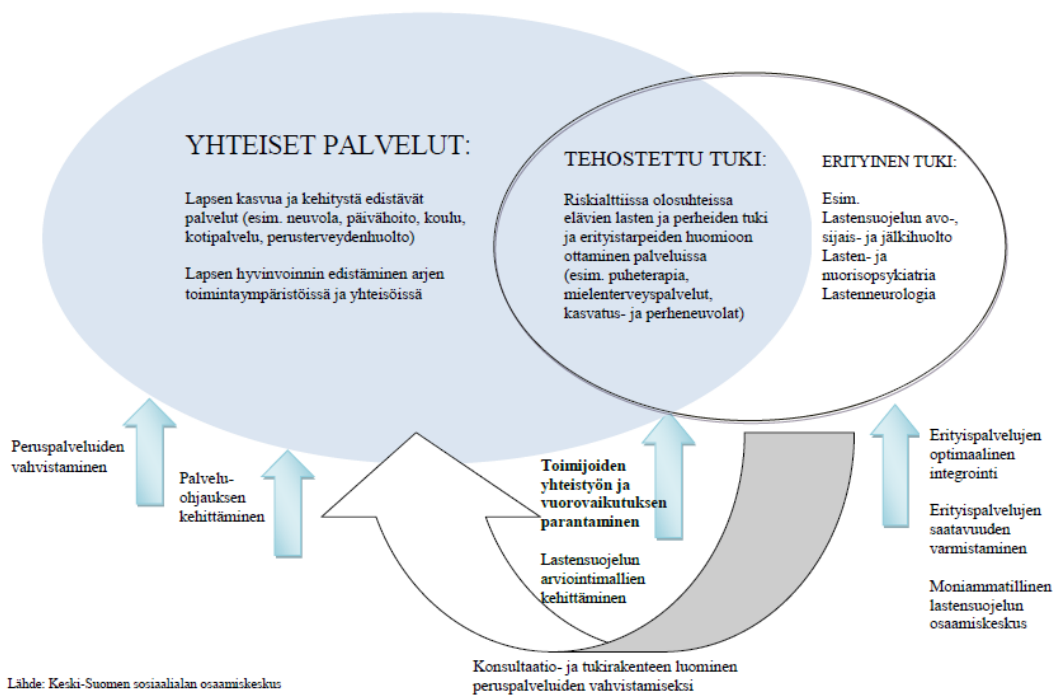 YHTEISET PALVELUT:
Lapsen kasvua ja kehitystä edistävät
palvelut (esim. neuvola, päivähoito, koulu,
kotipalvelu, perusterveydenhuolto)
Lapsen hyvinvoinnin edistäminen arjen
toimintaympäristöissä ja yhteisöissä
TEHOSTETTU TUKI:
Riskialttiissa olosuhteissa
elävien lasten ja perheiden tuki
ja erityistarpeiden huomioon
ottaminen palveluissa
(esim. puheterapia,
mielenterveyspalvelut,
kasvatus- ja perheneuvolat)
ERITYINEN TUKI:
Esim.
Lastensuojelun avo-,
sijais- ja jälkihuolto
Lasten- ja
nuorisopsykiatria
Lastenneurologia
Peruspalveluiden
vahvistaminen
Palvelu-
ohjauksen
kehittäminen
Toimijoiden
yhteistyön ja
vuorovaikutuksen
parantaminen
Lastensuojelun
arviointimallien
kehittäminen
Erityispalvelujen
optimaalinen
integrointi
Erityispalvelujen
saatavuuden
varmistaminen
Moniammatillinen
lastensuojelun
osaamiskeskus
Konsultaatio- ja tukirakenteen luominen
peruspalveluiden vahvistamiseksi
Lähde: Keski-Suomen sosiaalialan osaamiskeskus